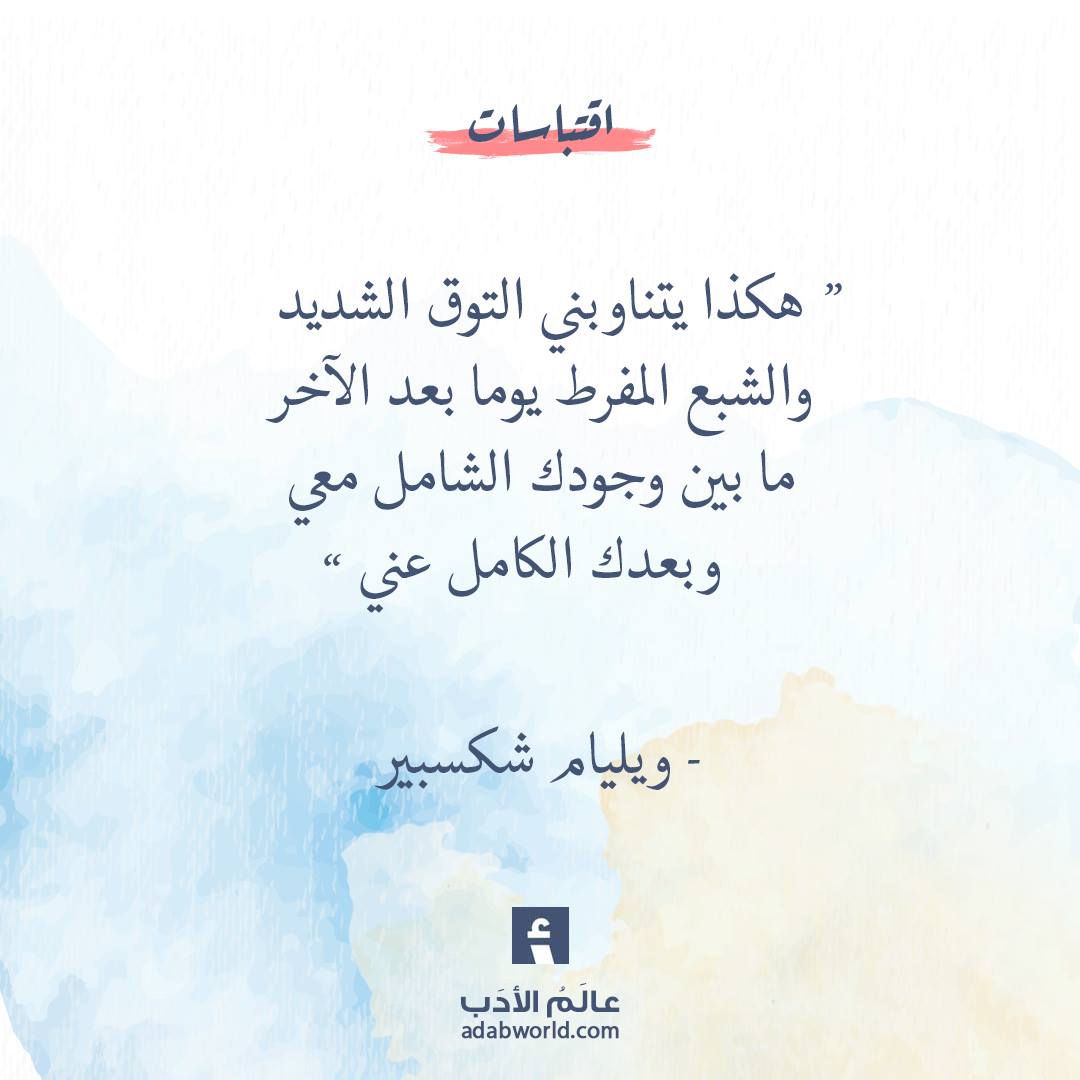 اقتباسات
” هكذا يتناوبني التوق الشديد
والشبع المفرط يوما بعد الآخر
ما بين وجودك الشامل معي
وبعدك الكامل عني “
- ويليام شكسبير
أ
عالَمُ الأدَب
adabworld.com